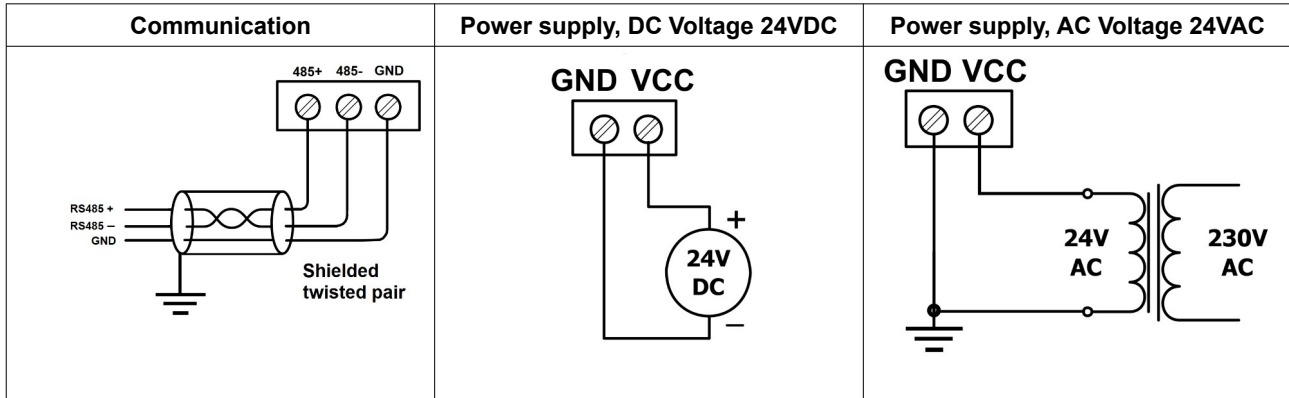 Communication
485+ 485- GND
RS485 +
RS485 –
GND
Shielded
twisted pair
Power supply, DC Voltage 24VDC
GND VCC
+
24V
DC
–
Power supply, AC Voltage 24VAC
GND VCC
24V
AC
230V
AC